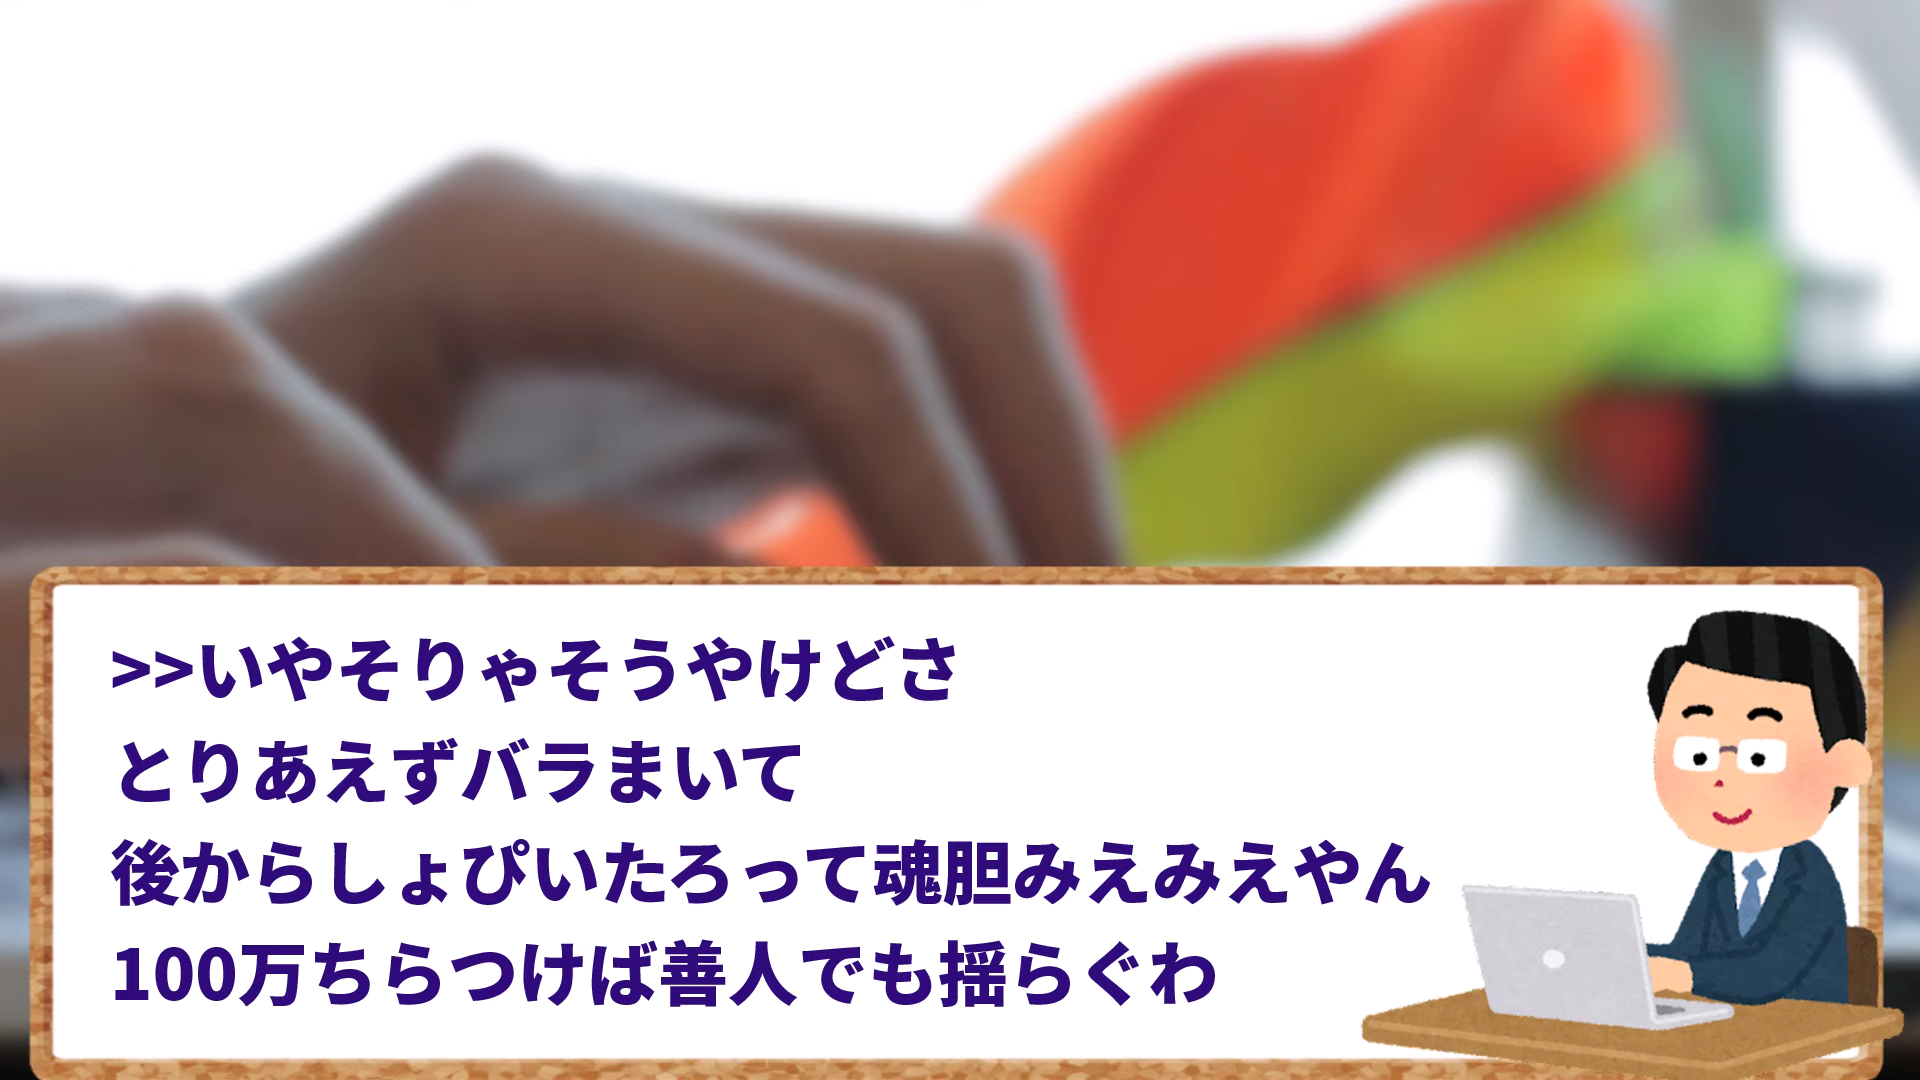 >>いやそりゃそうやけどさ
とりあえずバラまいて
後からしょぴいたろって魂胆みえみえやん
100万ちらつけば善人でも揺らぐわ